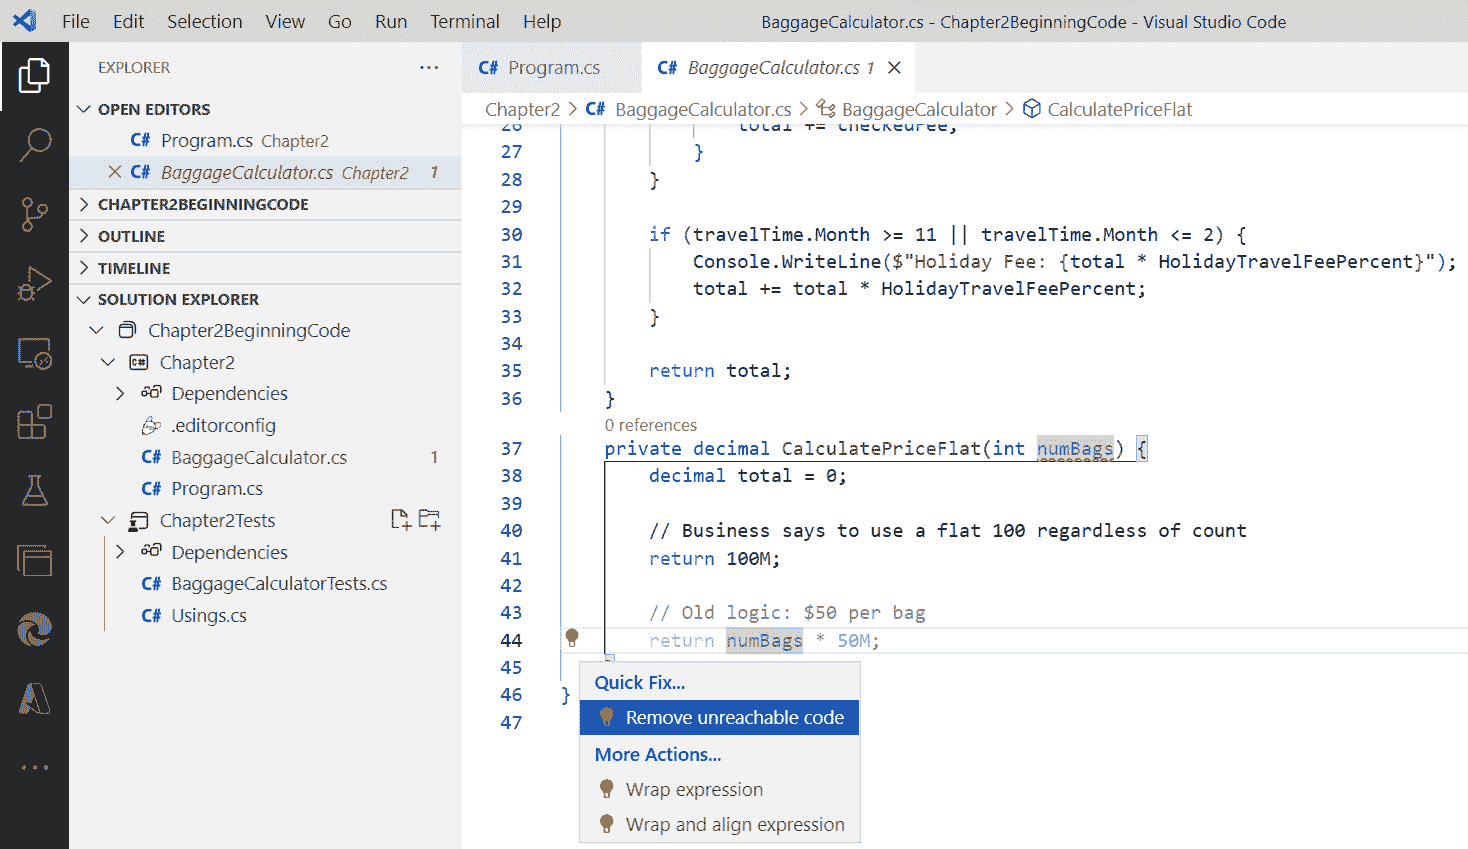 File Edit Selection View Go Run Terminal Help BaggageCalculator.cs - Chapter2BeginningCode - Visual Studio Code
EXPLORER ···
OPEN EDITORS
C# Program.cs Chapter2
C# BaggageCalculator.cs Chapter2 1
CHAPTER2BEGINNINGCODE
OUTLINE
TIMELINE
SOLUTION EXPLORER
Chapter2BeginningCode
C# Chapter2
Dependencies
.editorconfig
C# BaggageCalculator.cs 1
C# Program.cs
Chapter2Tests
Dependencies
C# BaggageCalculatorTests.cs
C# Usings.cs
C# Program.cs C# BaggageCalculator.cs 1
Chapter2 > C# BaggageCalculator.cs > BaggageCalculator > CalculatePriceFlat
26 total += checkedFee;
27 }
28 }
29
30 if (travelTime.Month >= 11 || travelTime.Month <= 2) {
31 Console.WriteLine($"Holiday Fee: {total * HolidayTravelFeePercent}");
32 total += total * HolidayTravelFeePercent;
33 }
34
35 return total;
36 }
0 references
37 private decimal CalculatePriceFlat(int numBags) {
38 decimal total = 0;
39
40 // Business says to use a flat 100 regardless of count
41 return 100M;
42
43 // Old logic: $50 per bag
44 return numBags * 50M;
45
46 }
47
Quick Fix...
Remove unreachable code
More Actions...
Wrap expression
Wrap and align expression